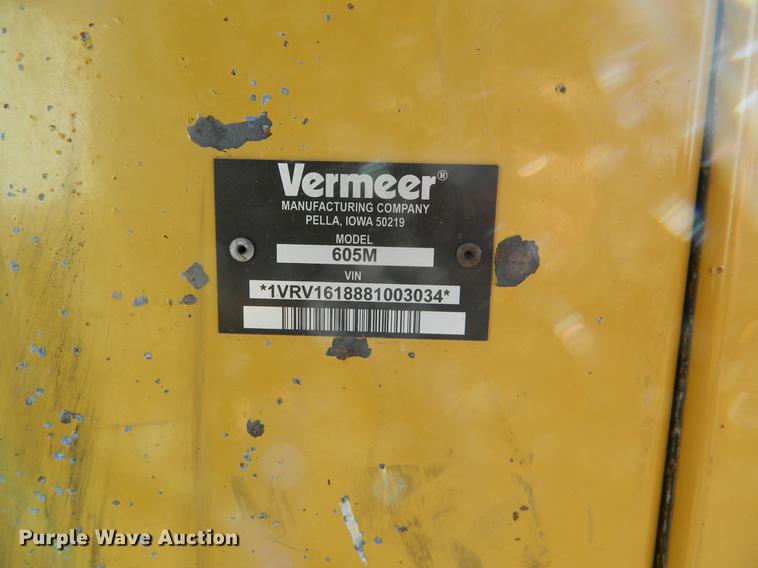 Vermeer®
MANUFACTURING COMPANY
PELLA, IOWA 50219
MODEL
605M
VIN
*1VRV1618881003034*
Purple Wave Auction